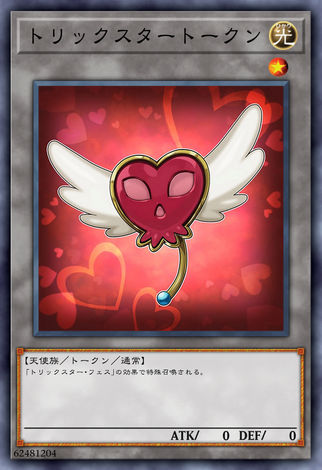 トリックスタートークン
光
【天使族／トークン／通常】
「トリックスター・フェス」の効果で特殊召喚される。
ATK/ 0 DEF/ 0
62481204